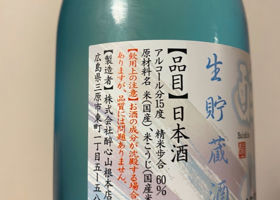 生貯蔵酒
【品目】日本酒
アルコール分15度 精米歩合 60%
原材料名 米(国産)、米こうじ(国産米
【飲用上の注意】お酒の成分が沈殿する場合
ありますが、品質には問題ありません。
【製造者】株式会社酔心山根本店
広島県三原市東町一丁目五ー五八